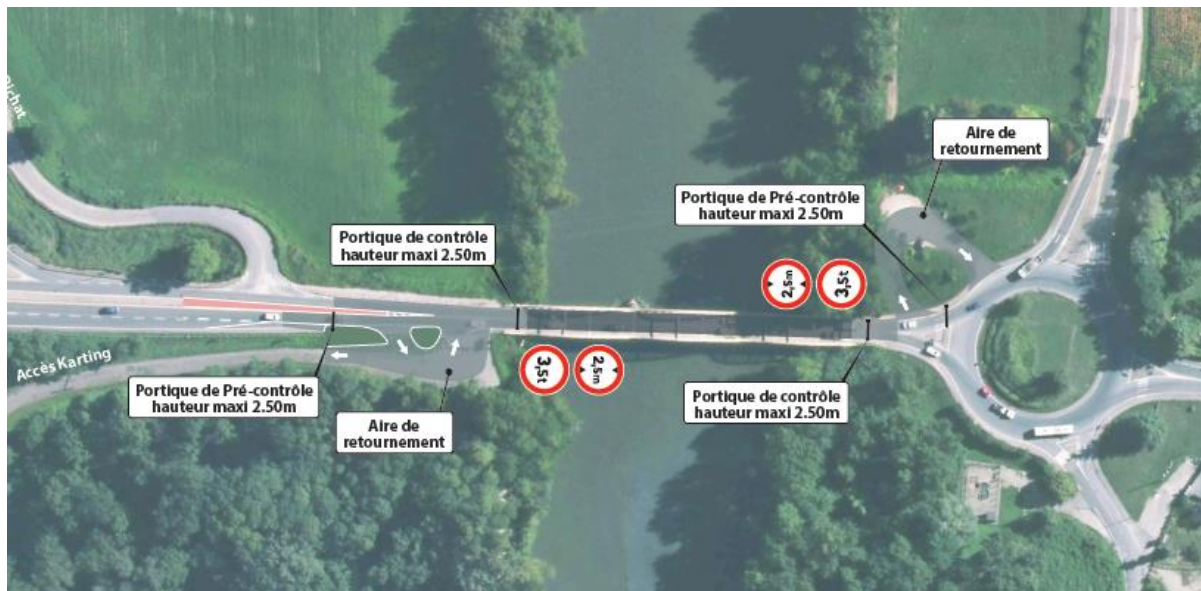 Aire de
retournement
Portique de Pré-contrôle
hauteur maxi 2.50m
Portique de contrôle
hauteur maxi 2.50m
2,5m
3,5t
Accès Karting
3,5t
2,5m
Portique de Pré-contrôle
hauteur maxi 2.50m
Portique de contrôle
hauteur maxi 2.50m
Aire de
retournement